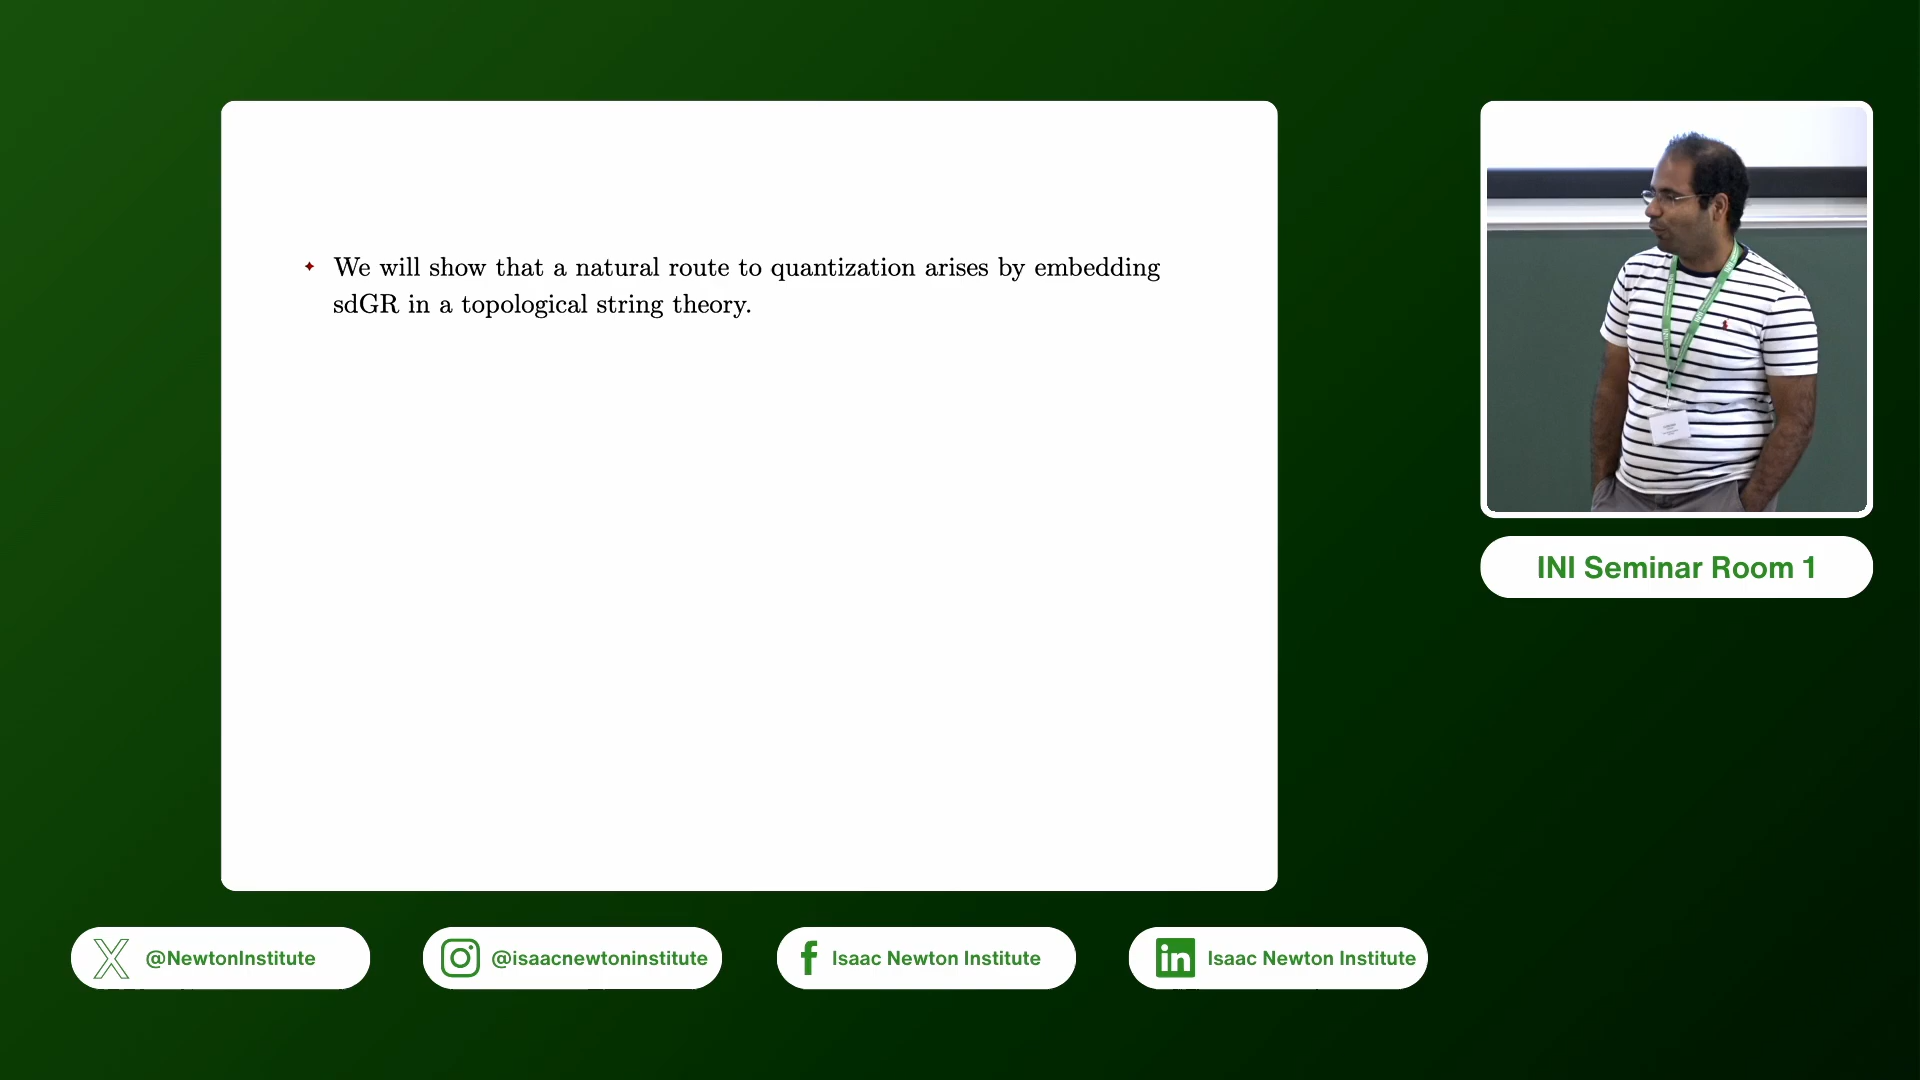 We will show that a natural route to quantization arises by embedding
sdGR in a topological string theory.
INI Seminar Room 1
@NewtonInstitute
@isaacnewtoninstitute
Isaac Newton Institute
Isaac Newton Institute